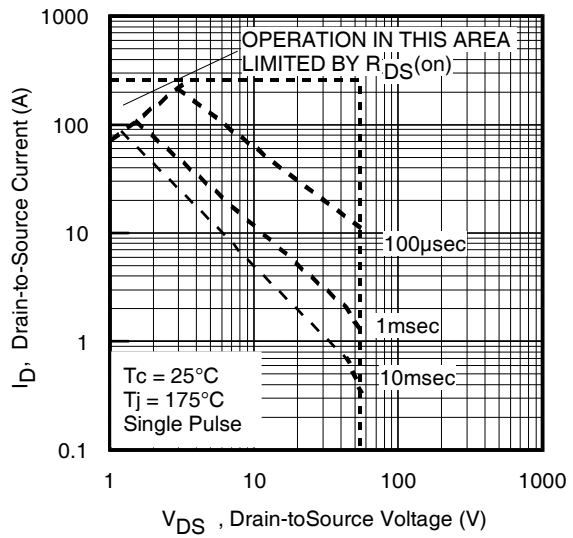 1000
OPERATION IN THIS AREA
LIMITED BY RDS(on)
100
10
1
0.1
100µsec
1msec
10msec
Tc = 25°C
Tj = 175°C
Single Pulse
1
10
100
1000
VDS , Drain-toSource Voltage (V)
ID, Drain-to-Source Current (A)